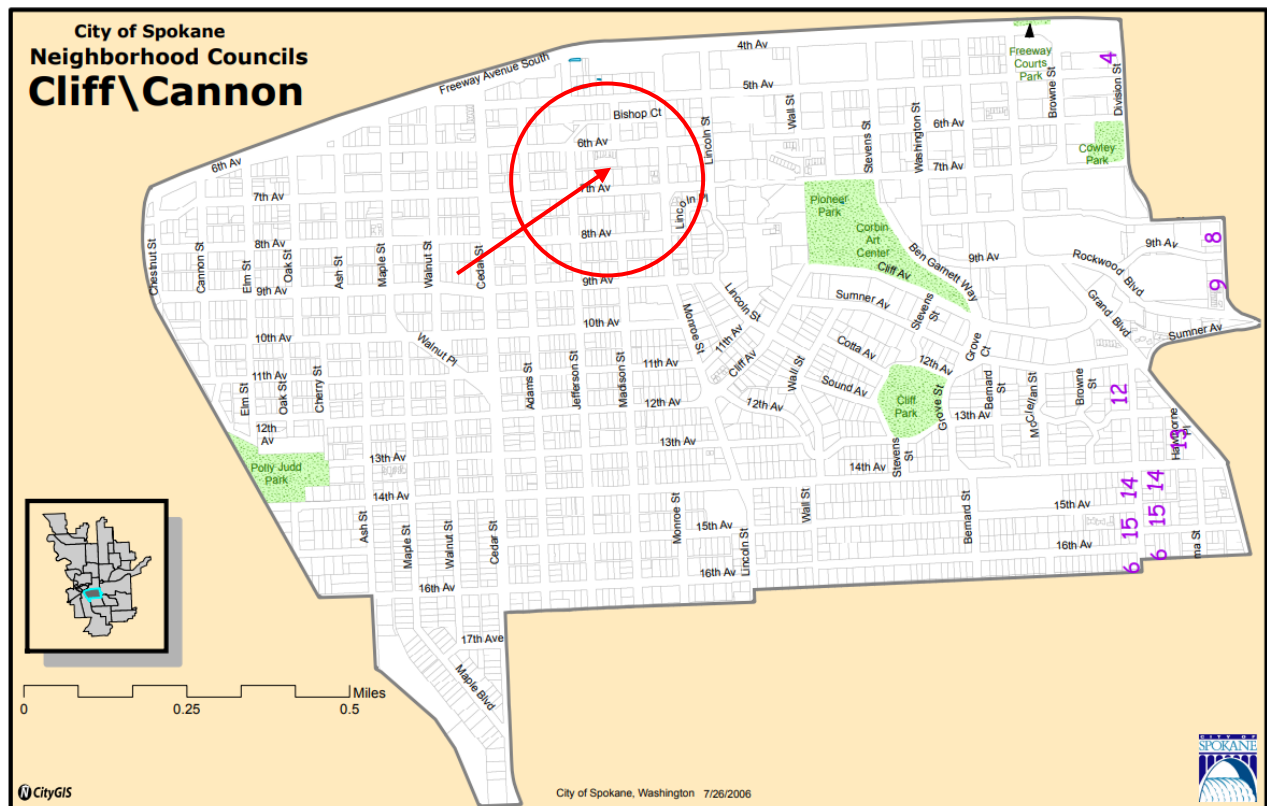 City of Spokane
Neighborhood Councils
Cliff\Cannon
4th Av
Freeway Avenue South
Freeway
Courts
Park
4
5th Av
Division St
Browne St
Bishop Ct
Wall St
6th Av
6th Av
Lincoln St
Stevens St
Washington St
Cowley
Park
6th Av
7th Av
7th Av
7th Av
Lincoln Pl
Pioneer
Park
Corbin
Art
Center
8th Av
8th Av
8
9th Av
Chestnut St
Cannon St
Elm St
Oak St
Ash St
Maple St
Walnut St
Cedar St
Ben Garnett Way
9th Av
Rockwood Blvd
Cliff Av
9th Av
9th Av
9
Lincoln St
Sumner Av
Stevens St
Grand Blvd
Sumner Av
10th Av
10th Av
Monroe St
11th Av
Cliff Av
Cotta Av
Grove Ct
Walnut Pl
11th Av
11th Av
Wall St
12th Av
Elm St
Oak St
Cherry St
Adams St
Jefferson St
Madison St
Sound Av
Bernard St
McClellan St
Browne St
12
12th Av
12th Av
Cliff
Park
Grove St
13th Av
12th
Av
13th Av
13th Av
Stevens St
14th Av
Hawthorne Pl
13
Polly Judd
Park
14th Av
14
14
Ash St
Maple St
Walnut St
Cedar St
Monroe St
15th Av
Lincoln St
Wall St
Bernard St
15th Av
15
15
16th Av
ma St
16th Av
16th Av
6
6
17th Ave
Maple Blvd
Miles
0
0.25
0.5
CITY OF
SPOKANE
N CityGIS
City of Spokane, Washington 7/26/2006